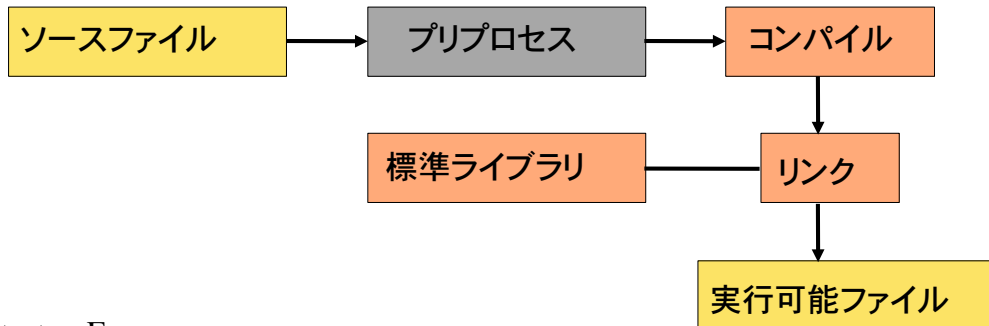 ソースファイル
プリプロセス
コンパイル
標準ライブラリ
リンク
実行可能ファイル